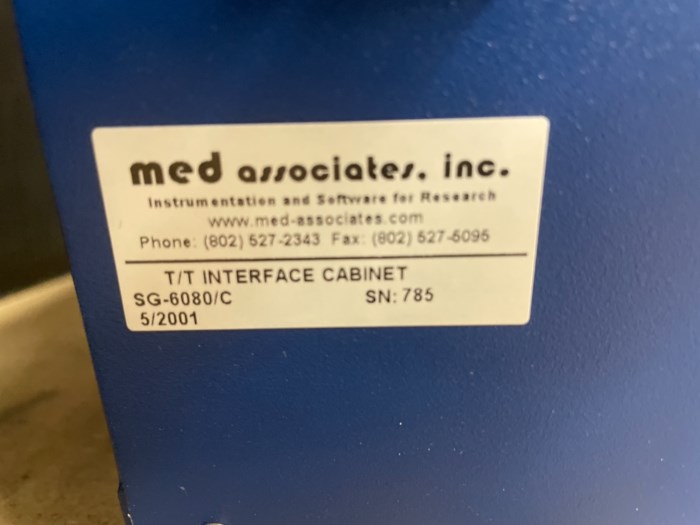 med associates, inc.
Instrumentation and Software for Research
www.med-associates.com
Phone: (802) 527-2343 Fax: (802) 527-5095
T/T INTERFACE CABINET
SG-6080/C SN: 785
5/2001